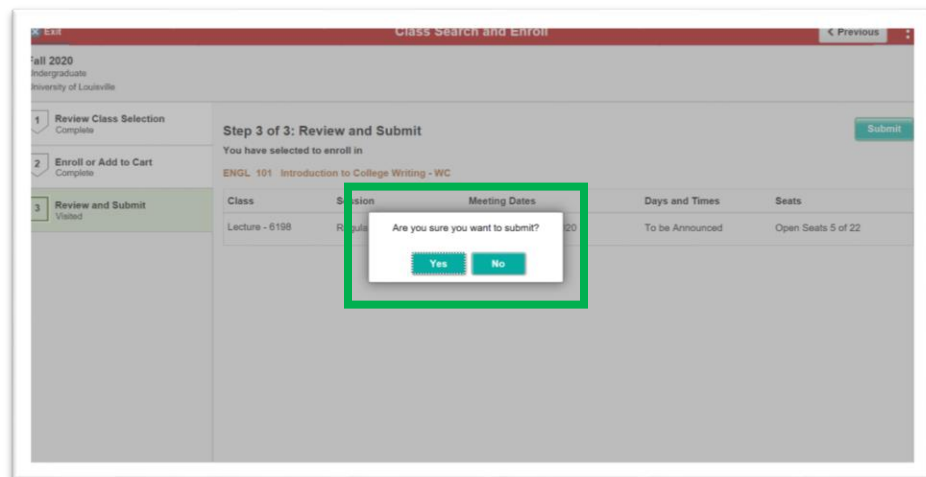 Exit
Class Search and Enroll
Previous
Fall 2020
Undergraduate
University of Louisville
1 Review Class Selection
Complete
2 Enroll or Add to Cart
Complete
3 Review and Submit
Visited
Step 3 of 3: Review and Submit
Submit
You have selected to enroll in
ENGL 101 Introduction to College Writing - WC
Class Session Meeting Dates Days and Times Seats
Lecture - 6198 To be Announced Open Seats 5 of 22
Are you sure you want to submit?
Yes No